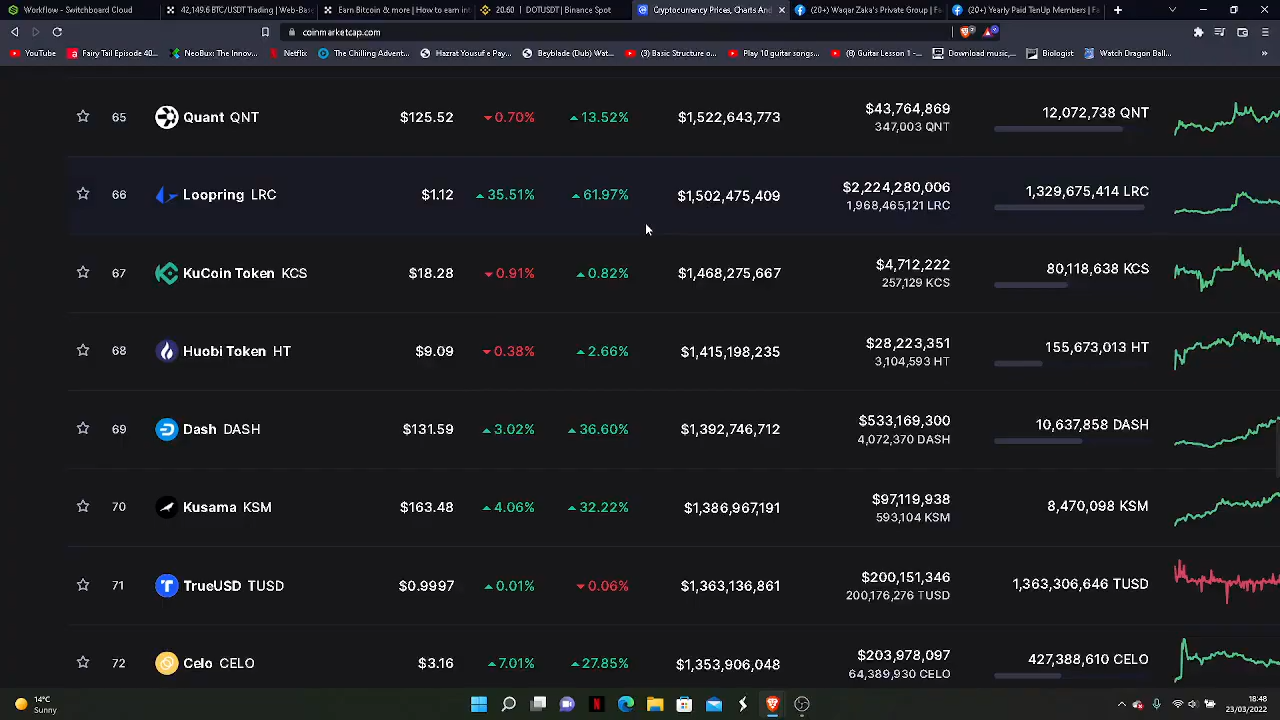 Workflow - Switchboard Cloud
42,149.6 BTC/USDT Trading | Web-Bas
Earn Bitcoin & more | How to earn in
20.60 | DOTUSDT | Binance Spot
Cryptocurrency Prices, Charts And
(20+) Waqar Zaka's Private Group | F
(20+) Yearly Paid TenUp Members | F
coinmarketcap.com
YouTube
Fairy Tail Episode 40...
NeoBux: The Innov...
Netflix
The Chilling Advent...
Hazrat Yousuf e Pay...
Beyblade (Dub) Wat...
(3) Basic Structure o...
Play 10 guitar songs...
(8) Guitar Lesson 1 -...
Download music,...
Biologist
Watch Dragon Ball...
65 Quant QNT $125.52 0.70% 13.52% $1,522,643,773 $43,764,869 12,072,738 QNT
347,003 QNT
66 Loopring LRC $1.12 35.51% 61.97% $1,502,475,409 $2,224,280,006 1,329,675,414 LRC
1,968,465,121 LRC
67 KuCoin Token KCS $18.28 0.91% 0.82% $1,468,275,667 $4,712,222 80,118,638 KCS
257,129 KCS
68 Huobi Token HT $9.09 0.38% 2.66% $1,415,198,235 $28,223,351 155,673,013 HT
3,104,593 HT
69 Dash DASH $131.59 3.02% 36.60% $1,392,746,712 $533,169,300 10,637,858 DASH
4,072,370 DASH
70 Kusama KSM $163.48 4.06% 32.22% $1,386,967,191 $97,119,938 8,470,098 KSM
593,104 KSM
71 TrueUSD TUSD $0.9997 0.01% 0.06% $1,363,136,861 $200,151,346 1,363,306,646 TUSD
200,176,276 TUSD
72 Celo CELO $3.16 7.01% 27.85% $1,353,906,048 $203,978,097 427,388,610 CELO
64,389,930 CELO
14°C
Sunny
18:48
23/03/2022